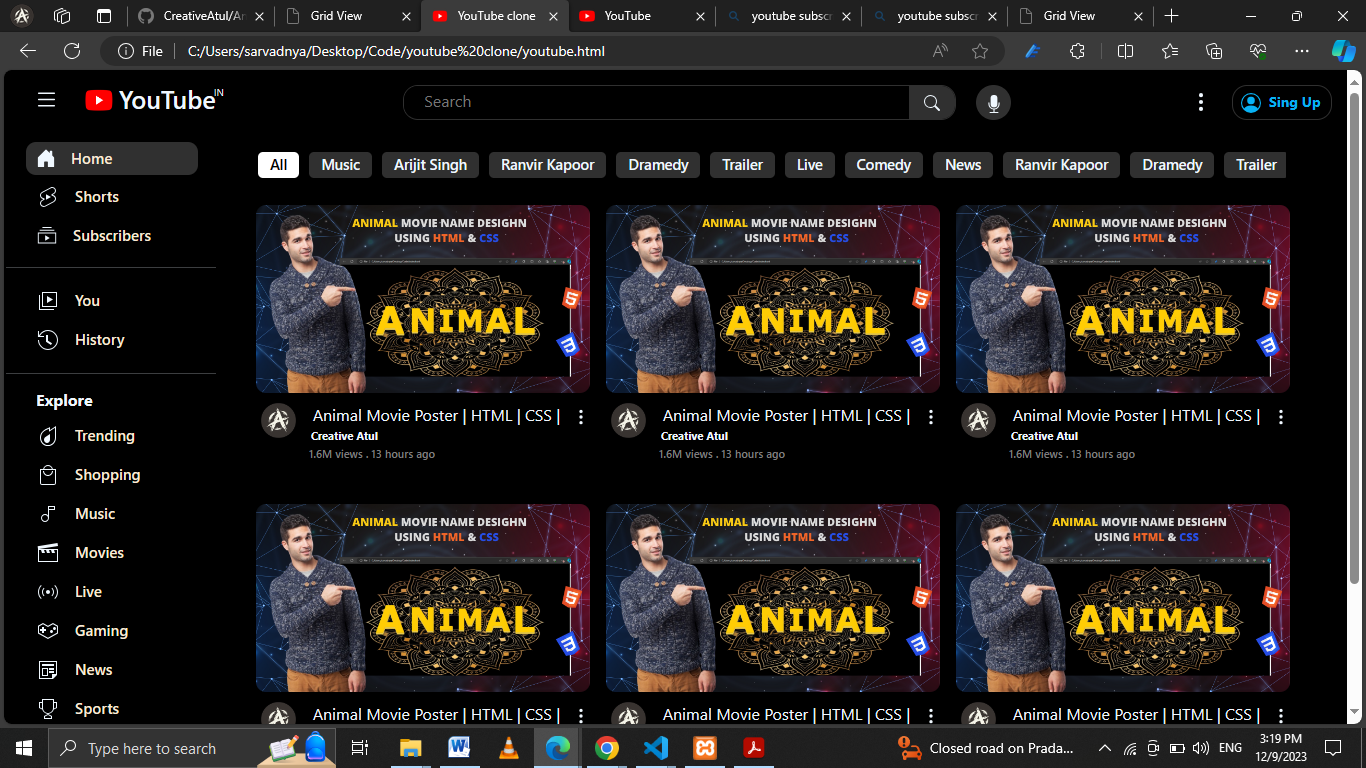 CreativeAtul/Ar
Grid View
YouTube clone
YouTube
youtube subscr
youtube subsc
Grid View
File
C:/Users/sarvadnya/Desktop/Code/youtube%20clone/youtube.html
YouTube IN
Search
Sing Up
Home
Shorts
Subscribers
You
History
Explore
Trending
Shopping
Music
Movies
Live
Gaming
News
Sports
All Music Arijit Singh Ranvir Kapoor Dramedy Trailer Live Comedy News Ranvir Kapoor Dramedy Trailer
ANIMAL MOVIE NAME DESIGHN
USING HTML & CSS
ANIMAL
Animal Movie Poster | HTML | CSS |
Creative Atul
1.6M views . 13 hours ago
ANIMAL MOVIE NAME DESIGHN
USING HTML & CSS
ANIMAL
Animal Movie Poster | HTML | CSS |
Creative Atul
1.6M views . 13 hours ago
ANIMAL MOVIE NAME DESIGHN
USING HTML & CSS
ANIMAL
Animal Movie Poster | HTML | CSS |
Creative Atul
1.6M views . 13 hours ago
ANIMAL MOVIE NAME DESIGHN
USING HTML & CSS
ANIMAL
Animal Movie Poster | HTML | CSS |
ANIMAL MOVIE NAME DESIGHN
USING HTML & CSS
ANIMAL
Animal Movie Poster | HTML | CSS |
ANIMAL MOVIE NAME DESIGHN
USING HTML & CSS
ANIMAL
Animal Movie Poster | HTML | CSS |
Type here to search
Closed road on Prada...
ENG
3:19 PM
12/9/2023